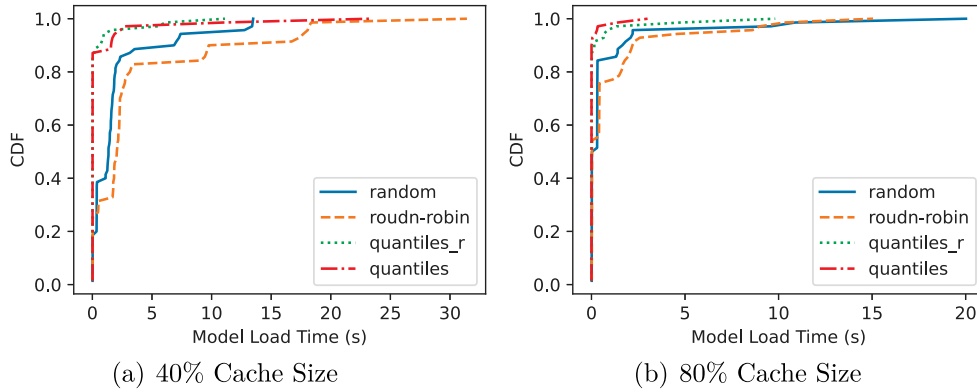 1.0
0.8
0.6
0.4
0.2
0.0
CDF
random
roudn-robin
quantiles_r
quantiles
0 5 10 15 20 25 30
Model Load Time (s)
(a) 40% Cache Size
1.0
0.8
0.6
0.4
0.2
0.0
CDF
random
roudn-robin
quantiles_r
quantiles
0 5 10 15 20
Model Load Time (s)
(b) 80% Cache Size